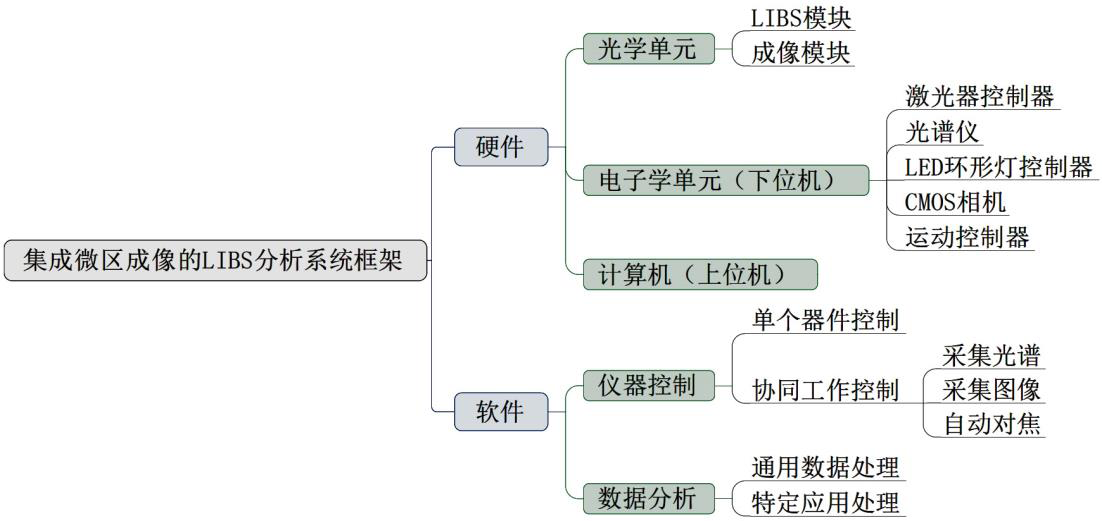 集成微区成像的LIBS分析系统框架
硬件
光学单元
LIBS模块
成像模块
电子学单元（下位机）
激光器控制器
光谱仪
LED环形灯控制器
CMOS相机
运动控制器
计算机（上位机）
软件
仪器控制
单个器件控制
协同工作控制
采集光谱
采集图像
自动对焦
数据分析
通用数据处理
特定应用处理